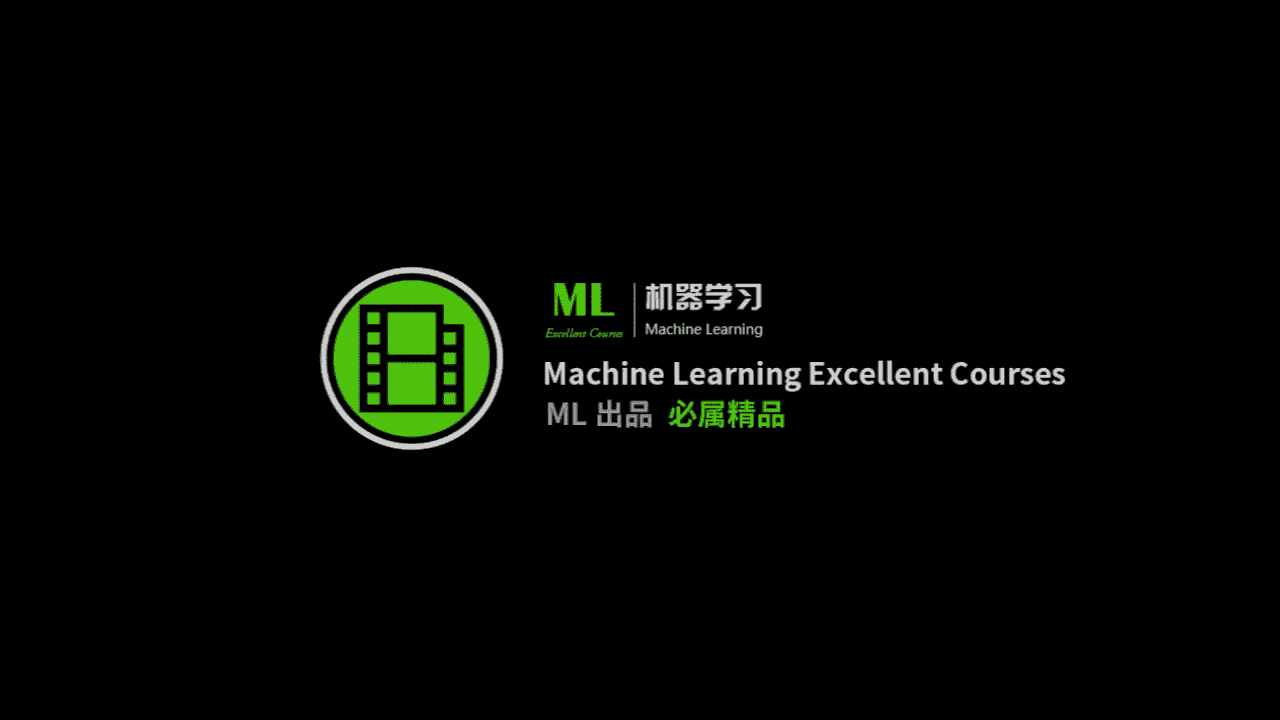 ML 机器学习
Excellent Courses Machine Learning
Machine Learning Excellent Courses
ML 出品 必属精品